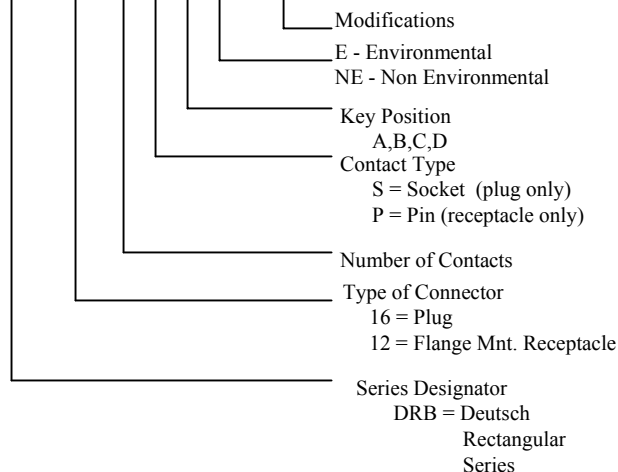 Modifications
E - Environmental
NE - Non Environmental
Key Position
A,B,C,D
Contact Type
S = Socket (plug only)
P = Pin (receptacle only)
Number of Contacts
Type of Connector
16 = Plug
12 = Flange Mnt. Receptacle
Series Designator
DRB = Deutsch
Rectangular
Series